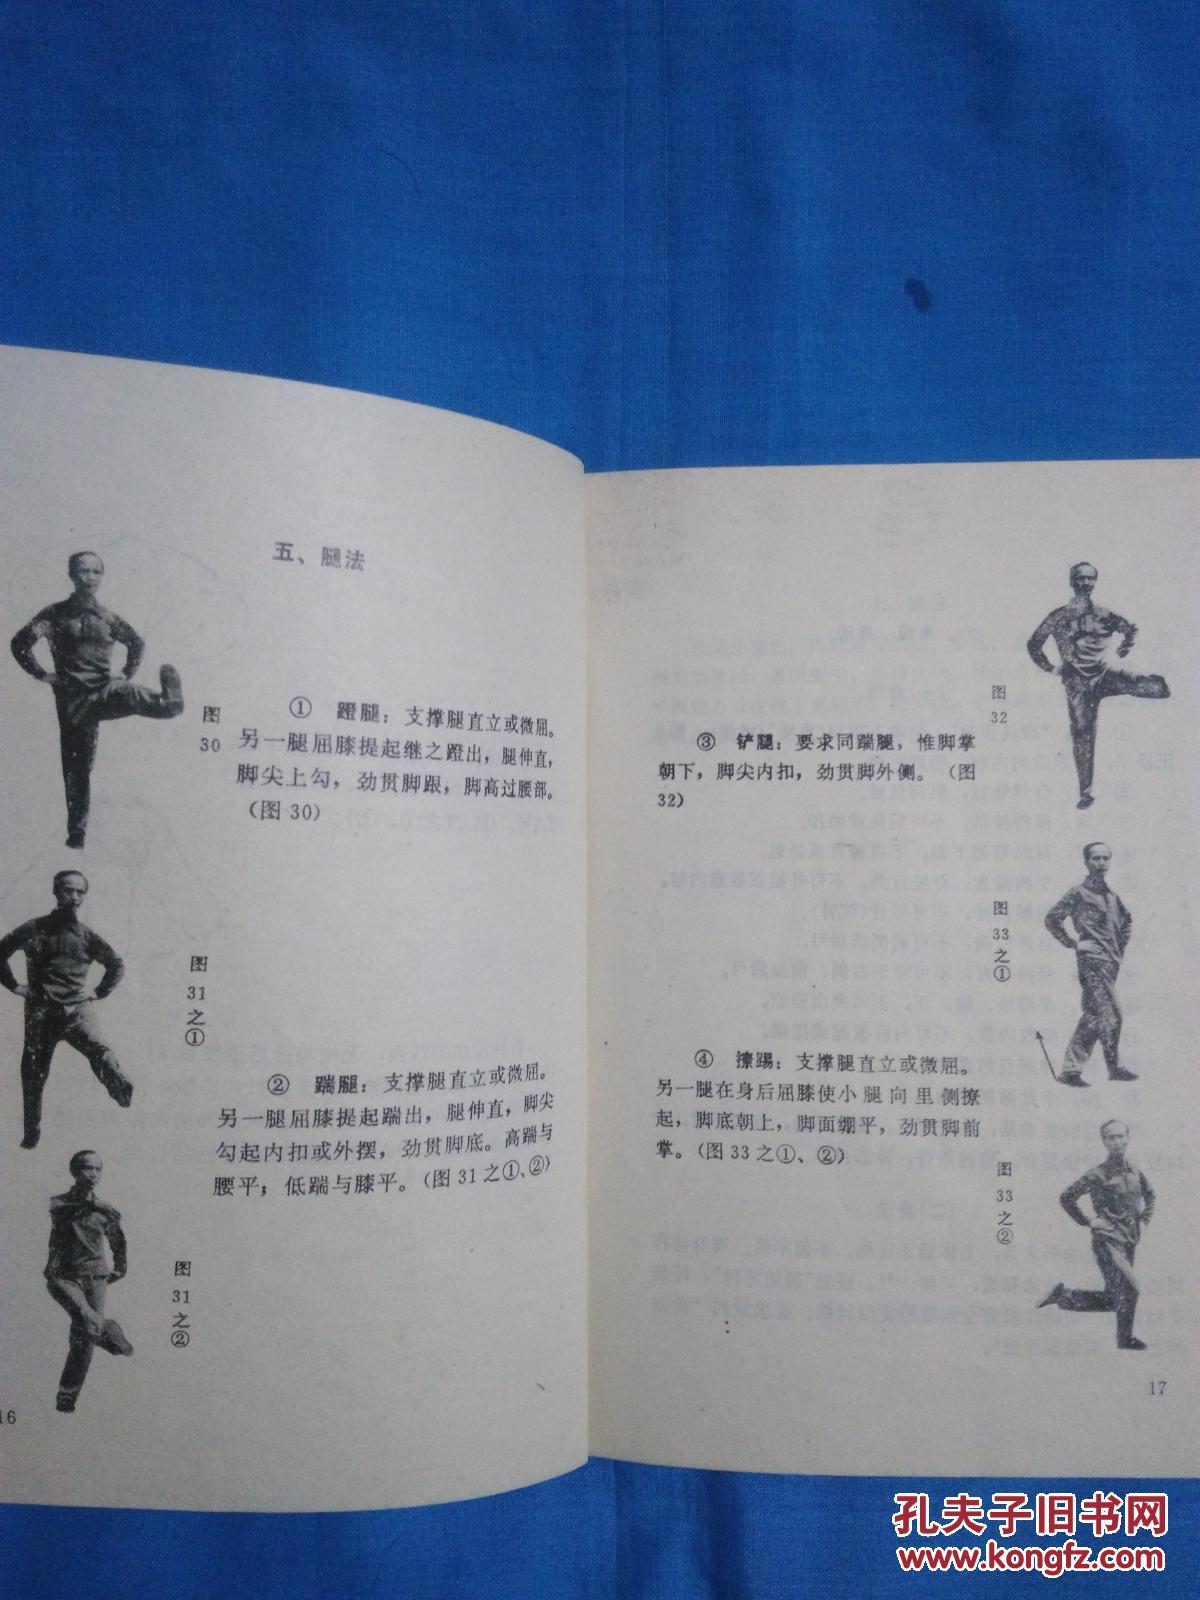 五、腿法
图
30
① 蹬腿：支撑腿直立或微屈。
另一腿屈膝提起继之蹬出，腿伸直，
脚尖上勾，劲贯脚跟，脚高过腰部。
（图30）
图
31
之
①
② 踹腿：支撑腿直立或微屈。
另一腿屈膝提起踹出，腿伸直，脚尖
勾起内扣或外摆，劲贯脚底。高踹与
腰平；低踹与膝平。（图31之①、②）
图
31
之
②
16
图
32
③ 铲腿：要求同踹腿，惟脚掌
朝下，脚尖内扣，劲贯脚外侧。（图
32）
图
33
之
①
④ 撩踢：支撑腿直立或微屈。
另一腿在身后屈膝使小腿向里侧撩
起，脚底朝上，脚面绷平，劲贯脚前
掌。（图33之①、②）
图
33
之
②
17
孔夫子旧书网
www.kongfz.com